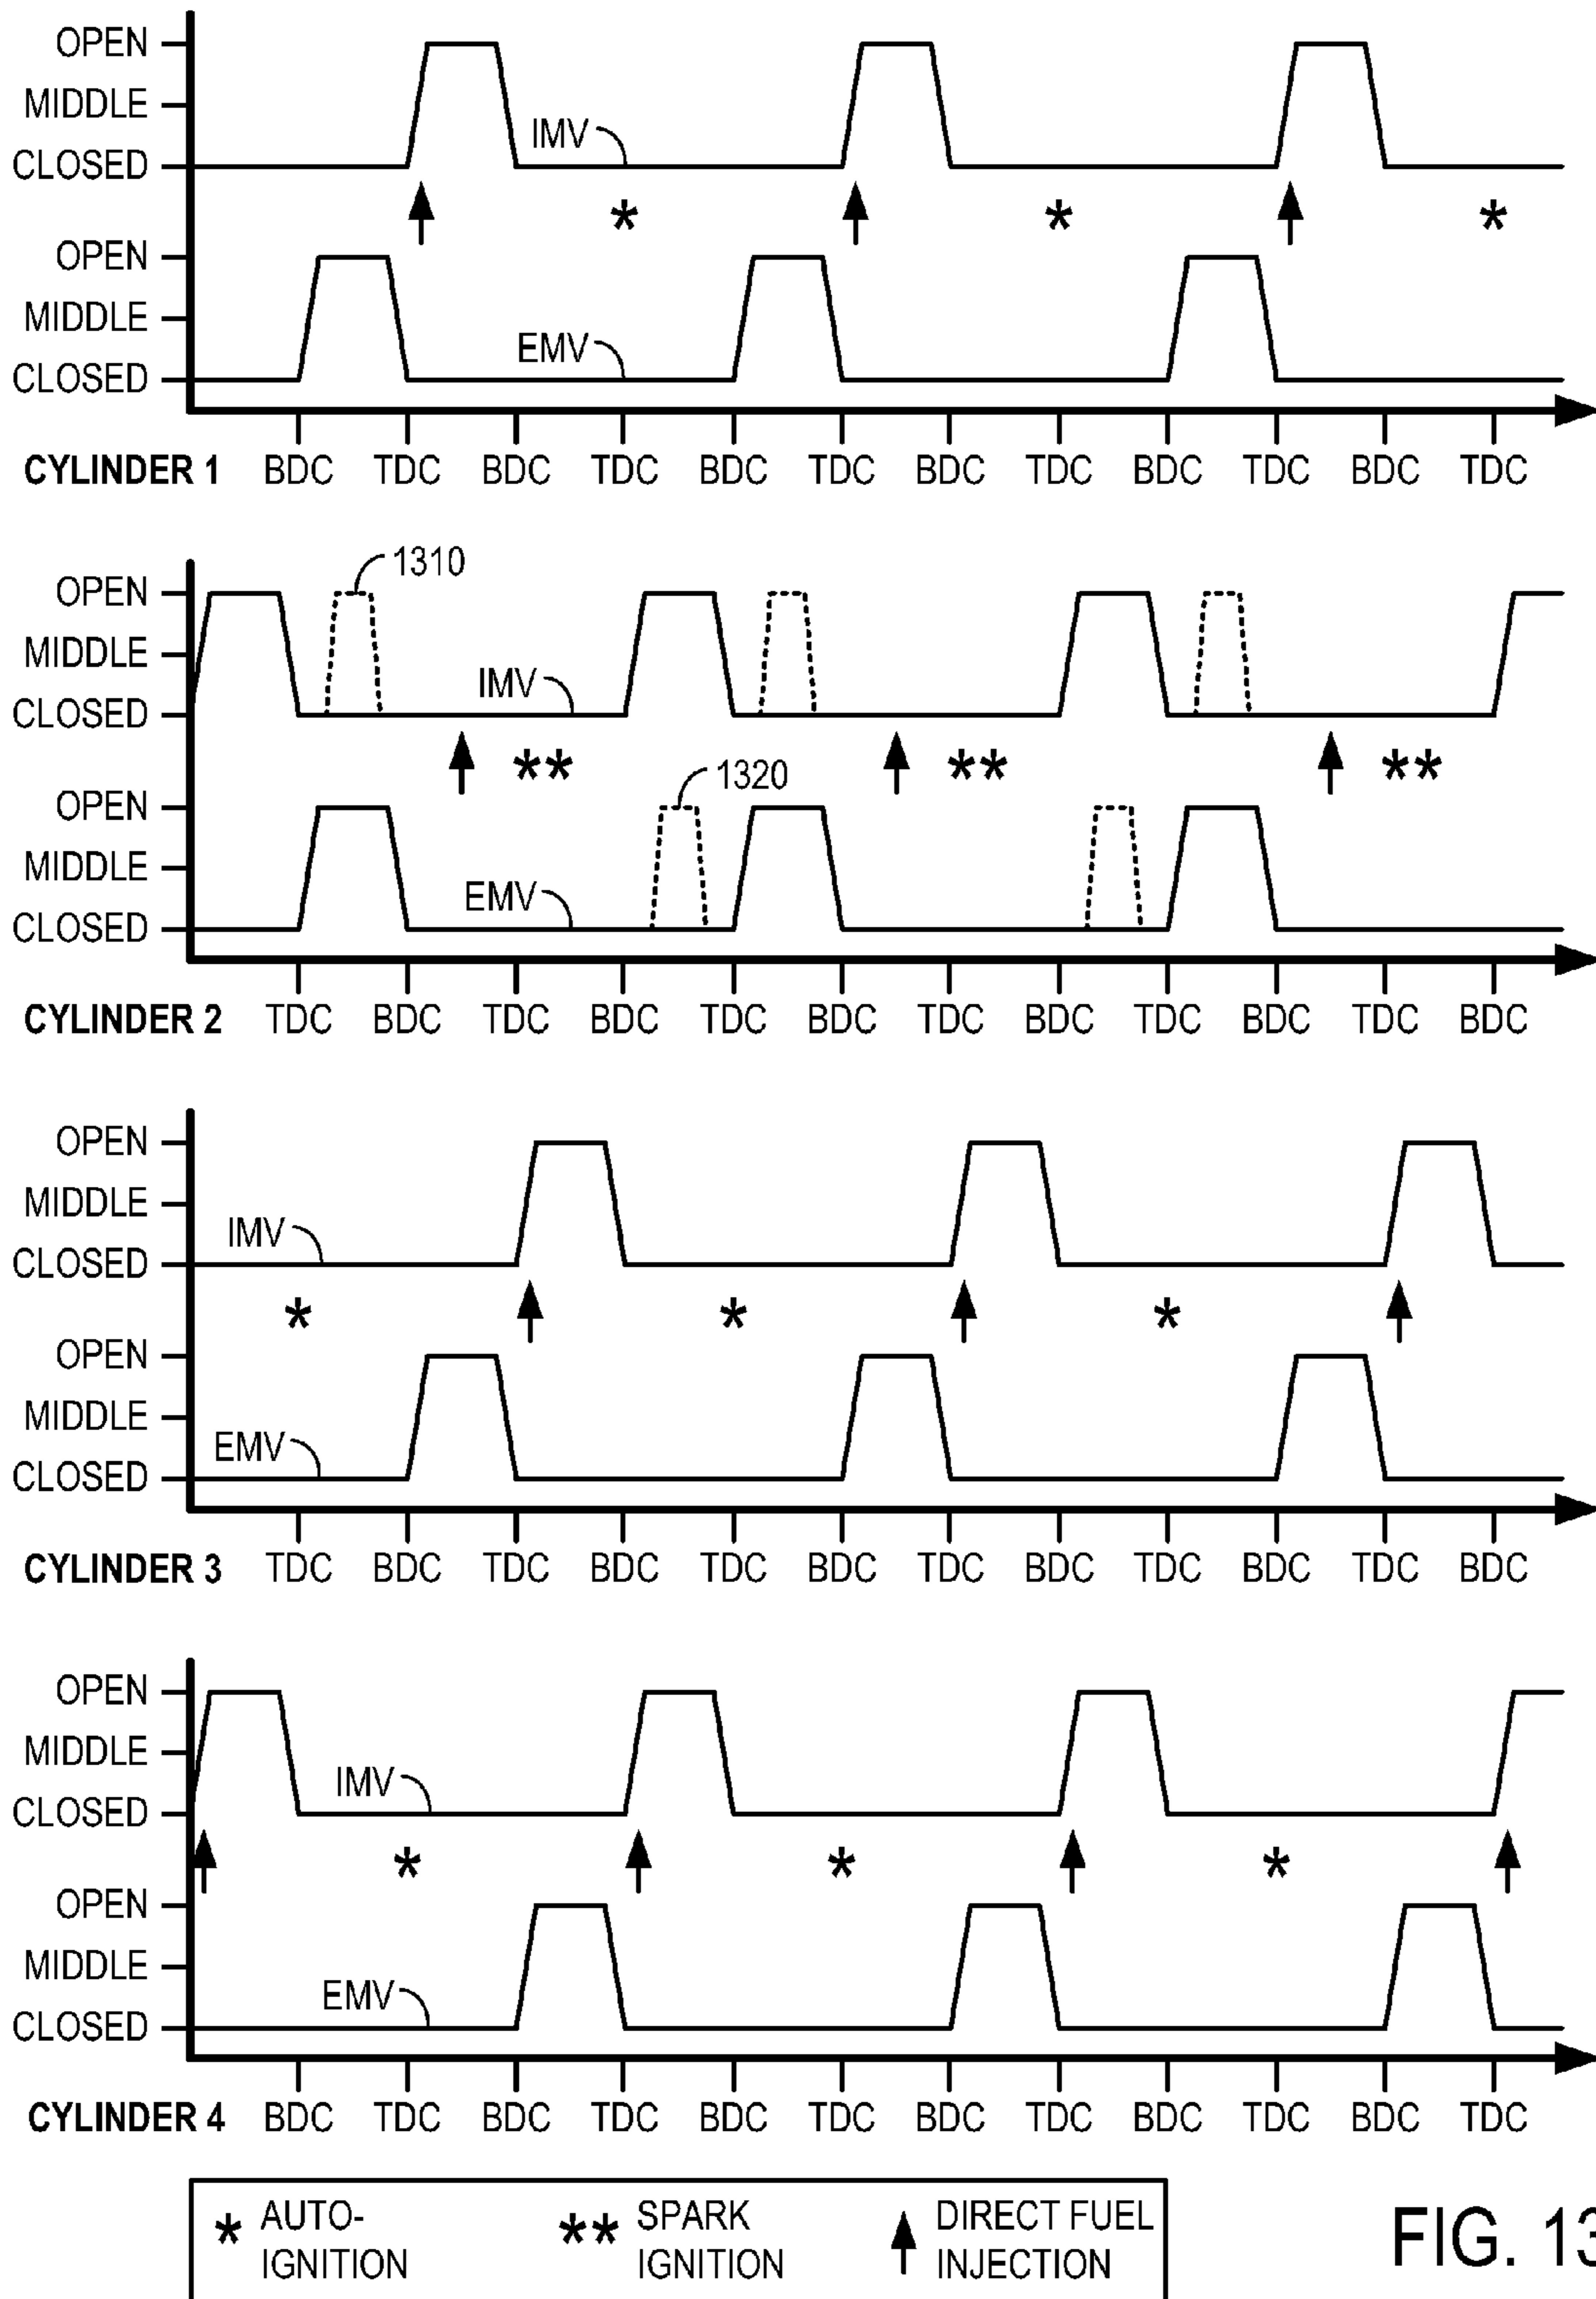 OPEN
MIDDLE
CLOSED
IMV
*
*
*
OPEN
MIDDLE
CLOSED
EMV
CYLINDER 1 BDC TDC BDC TDC BDC TDC BDC TDC BDC TDC BDC TDC
1310
OPEN
MIDDLE
CLOSED
IMV
** ** **
1320
OPEN
MIDDLE
CLOSED
EMV
CYLINDER 2 TDC BDC TDC BDC TDC BDC TDC BDC TDC BDC TDC BDC
OPEN
MIDDLE
CLOSED
IMV
* * *
OPEN
MIDDLE
CLOSED
EMV
CYLINDER 3 TDC BDC TDC BDC TDC BDC TDC BDC TDC BDC TDC BDC
OPEN
MIDDLE
CLOSED
IMV
* * *
OPEN
MIDDLE
CLOSED
EMV
CYLINDER 4 BDC TDC BDC TDC BDC TDC BDC TDC BDC TDC BDC TDC
* AUTO-
IGNITION
** SPARK
IGNITION
DIRECT FUEL
INJECTION
FIG. 13